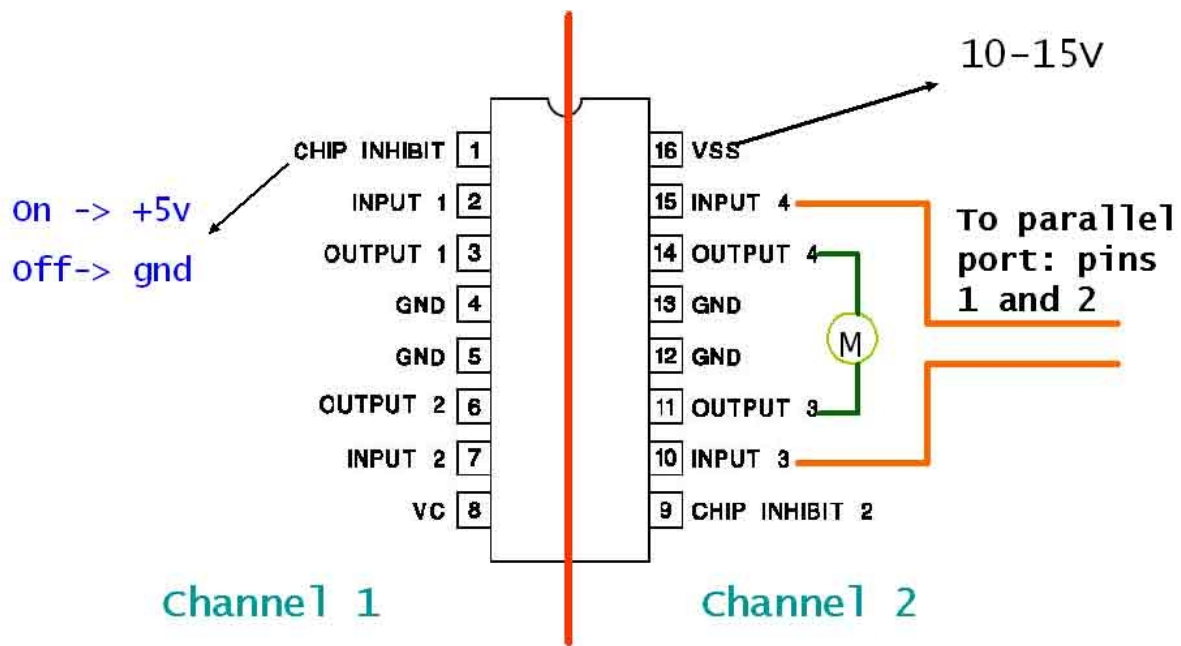 10-15V
CHIP INHIBIT 1
16 VSS
On -> +5v
Off-> gnd
INPUT 1 2
15 INPUT 4
To parallel
port: pins
1 and 2
OUTPUT 1 3
14 OUTPUT 4
GND 4
13 GND
M
GND 5
12 GND
OUTPUT 2 6
11 OUTPUT 3
INPUT 2 7
10 INPUT 3
VC 8
9 CHIP INHIBIT 2
Channel 1
Channel 2